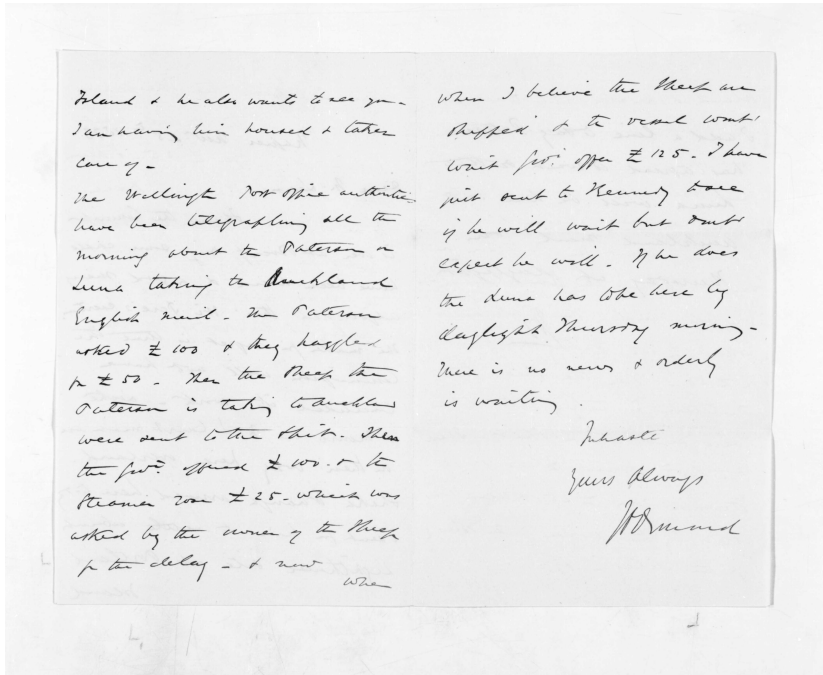 Island & he also wants to see you -
I am having him housed & taken
care of -
The Wellington Post office authorities
have been telegraphing all the
morning about the Paterson or
Luna taking the Auckland
English mail - The Paterson
asked £100 & they haggled
for £50 - Then the sheep the
Paterson is taking to Auckland
were sent to the Spit - Then
the Govt. offered £100 - & the
steamer rose £25 - which was
asked by the owner of the sheep
for the delay - & now
when
when I believe the sheep are
shipped & the vessel wont
wait Govt. offer £125 - I have
just sent to Kennedy to see
if he will wait but dont
expect he will - If he does
the Luna has to be here by
daylight Thursday morning -
There is no news & orderly
is waiting.
In haste
Yours Always
J D Ormond